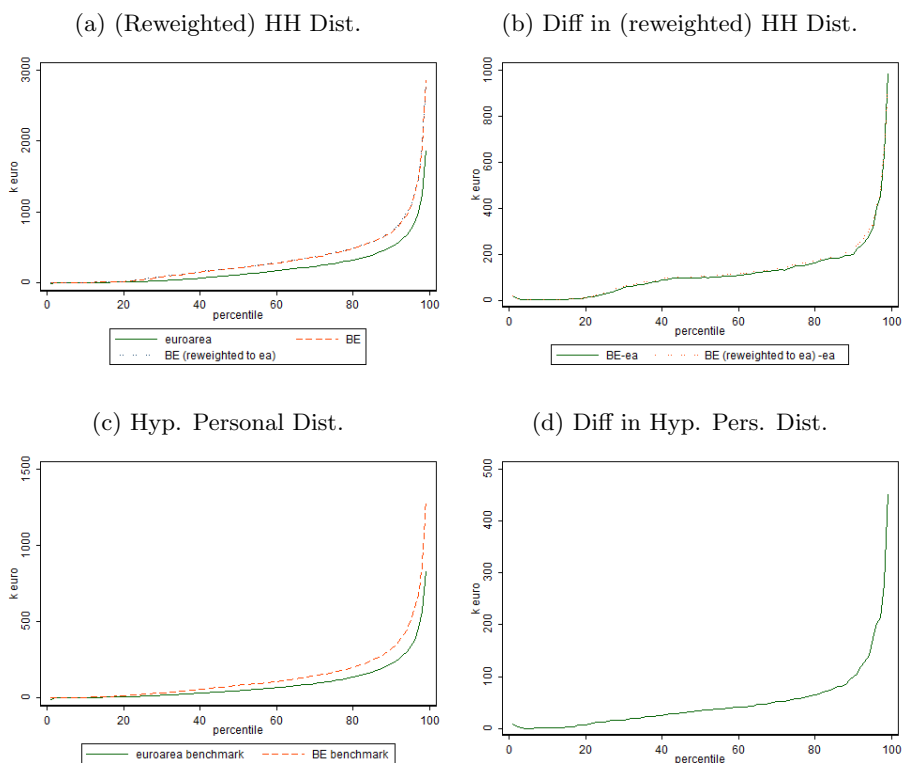 (a) (Reweighted) HH Dist.
k euro
3000
2000
1000
0
0 20 40 60 80 100
percentile
euroarea BE
BE (reweighted to ea)
(b) Diff in (reweighted) HH Dist.
k euro
1000
800
600
400
200
0
0 20 40 60 80 100
percentile
BE-ea BE (reweighted to ea) -ea
(c) Hyp. Personal Dist.
k euro
1500
1000
500
0
0 20 40 60 80 100
percentile
euroarea benchmark BE benchmark
(d) Diff in Hyp. Pers. Dist.
k euro
500
400
300
200
100
0
0 20 40 60 80 100
percentile